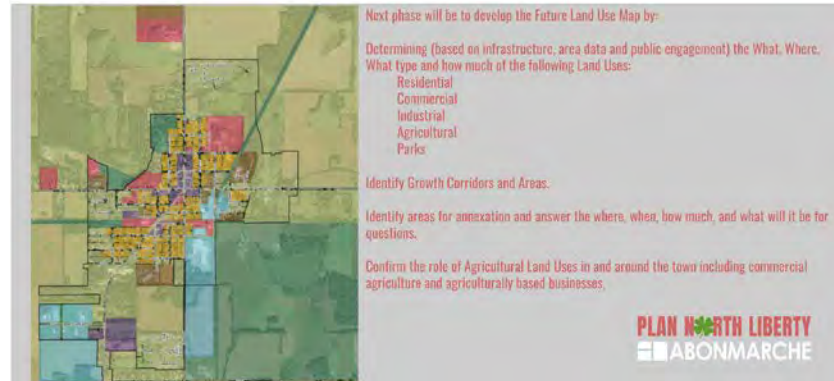 Next phase will be to develop the Future Land Use Map by:
Determining (based on infrastructure, area data and public engagement) the What, Where,
What type and how much of the following Land Uses:
Residential
Commercial
Industrial
Agricultural
Parks
Identify Growth Corridors and Areas.
Identify areas for annexation and answer the where, when, how much, and what will it be for
questions.
Confirm the role of Agricultural Land Uses in and around the town including commercial
agriculture and agriculturally based businesses.
PLAN N RTH LIBERTY
ABONMARCHE